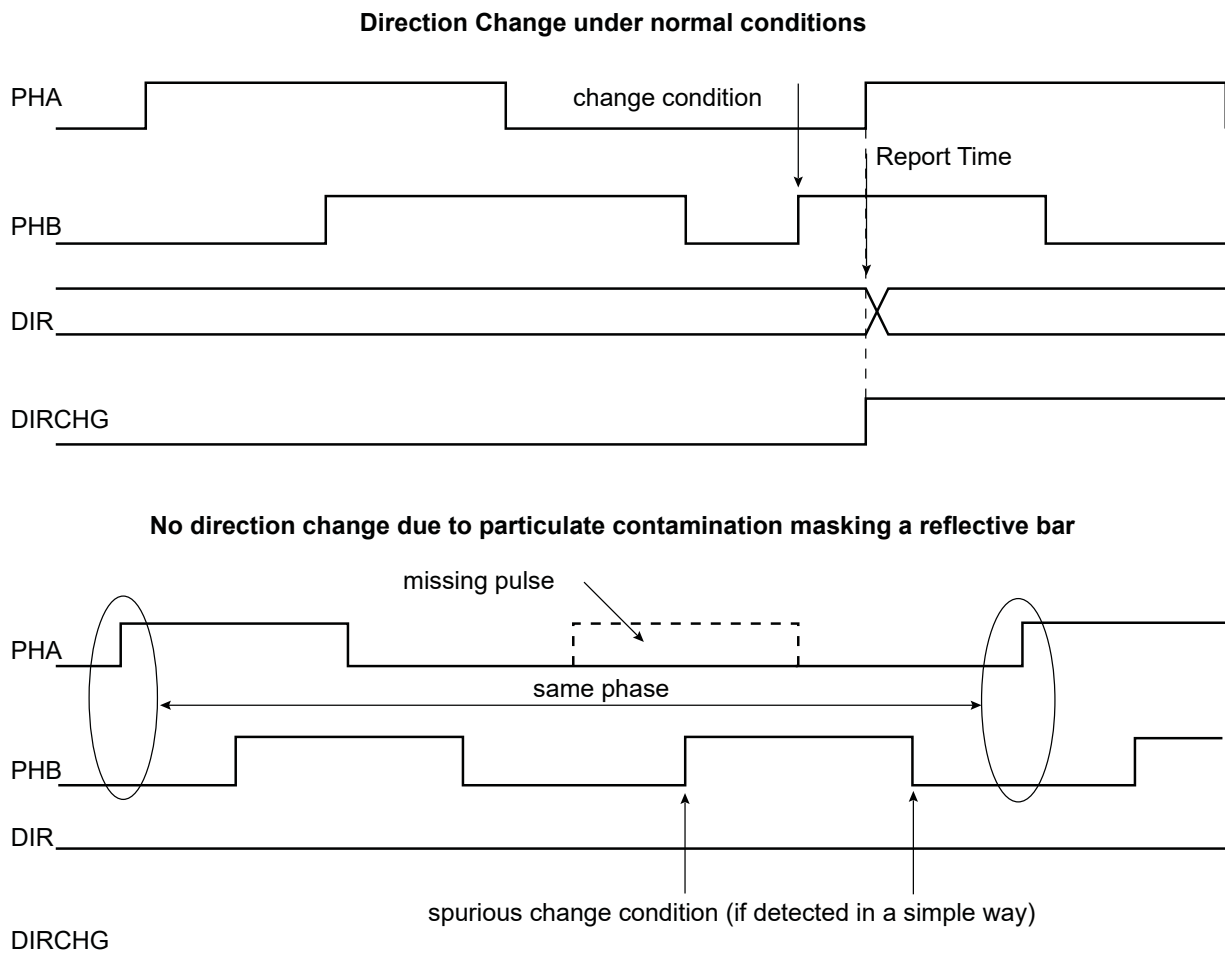 Direction Change under normal conditions
PHA
change condition
Report Time
PHB
DIR
DIRCHG
No direction change due to particulate contamination masking a reflective bar
missing pulse
PHA
same phase
PHB
DIR
spurious change condition (if detected in a simple way)
DIRCHG